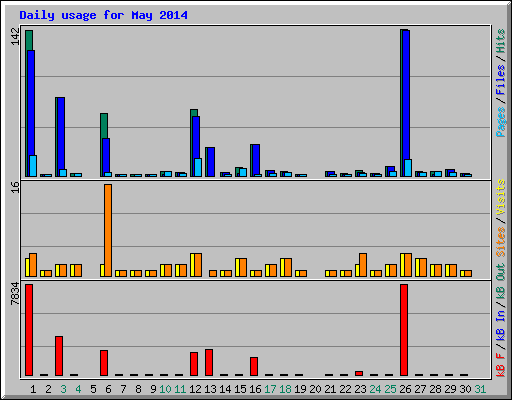 Daily usage for May 2014
142
Pages / Files / Hits
16
Sites / Visits
7834
kB F / kB In / kB Out
1 2 3 4 5 6 7 8 9 10 11 12 13 14 15 16 17 18 19 20 21 22 23 24 25 26 27 28 29 30 31